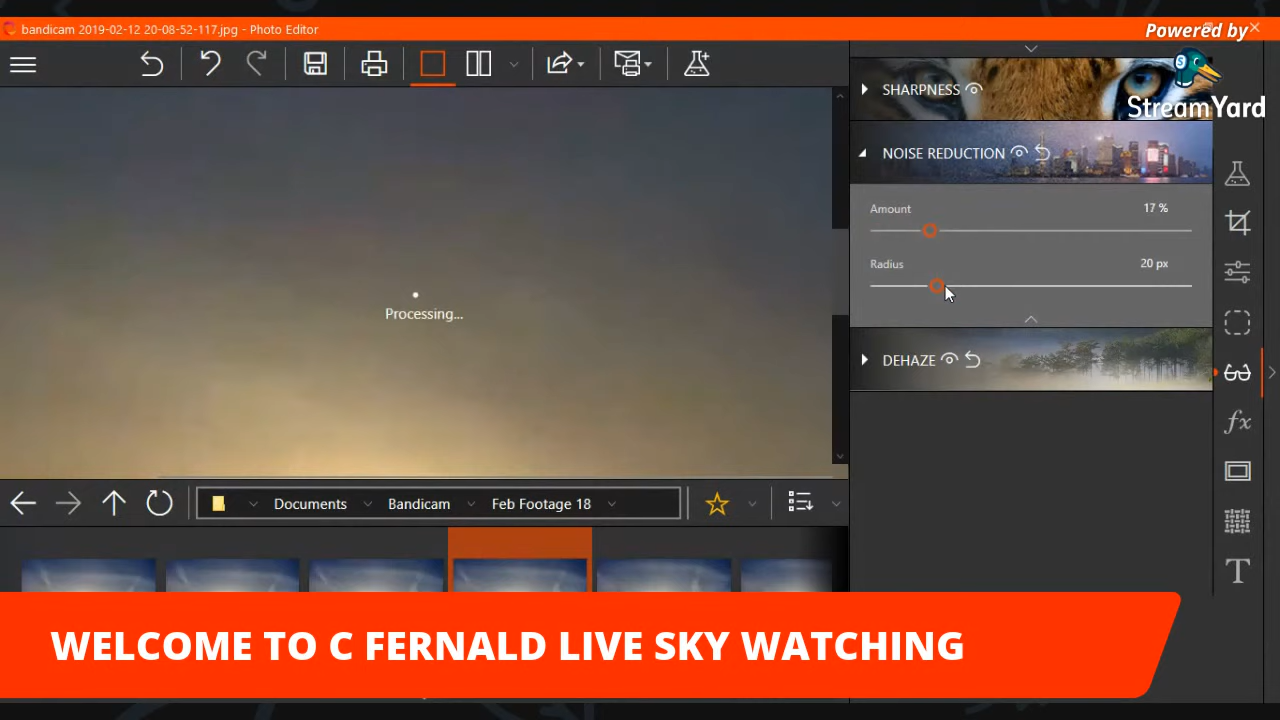 bandicam 2019-02-12 20-08-52-117.jpg - Photo Editor
Powered by
StreamYard
SHARPNESS
NOISE REDUCTION
Amount 17 %
Radius 20 px
Processing...
DEHAZE
fx
Documents Bandicam Feb Footage 18
T
WELCOME TO C FERNALD LIVE SKY WATCHING